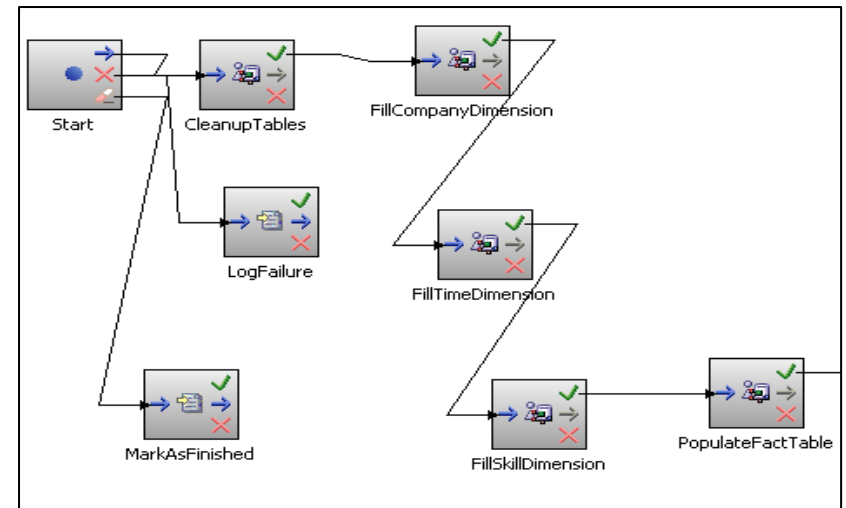 Start
CleanupTables
FillCompanyDimension
LogFailure
FillTimeDimension
MarkAsFinished
FillSkillDimension
PopulateFactTable